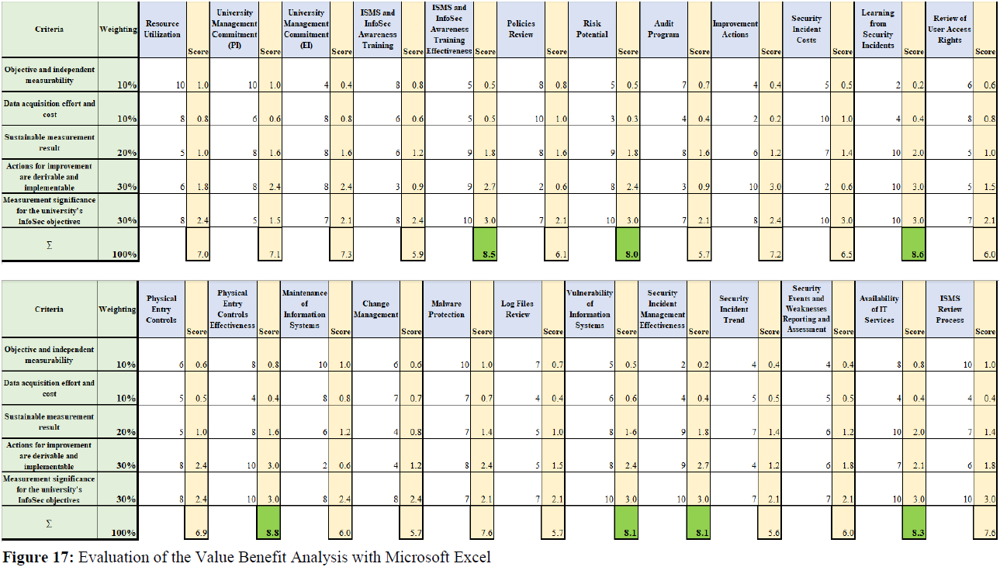 Criteria
Weighting
Resource
Utilization
Score
University
Management
Commitment
(PI)
Score
University
Management
Commitment
(EI)
Score
ISMS and
InfoSec
Awareness
Training
Score
ISMS and
InfoSec
Awareness
Training
Effectiveness
Score
Policies
Review
Score
Risk
Potential
Score
Audit
Program
Score
Improvement
Actions
Score
Security
Incident
Costs
Score
Learning
from
Security
Incidents
Score
Review of
User Access
Rights
Score
Objective and independent
measurability
10% 10 1.0 10 1.0 4 0.4 8 0.8 5 0.5 8 0.8 5 0.5 7 0.7 4 0.4 5 0.5 2 0.2 6 0.6
Data acquisition effort and
cost
10% 8 0.8 6 0.6 8 0.8 6 0.6 5 0.5 10 1.0 3 0.3 4 0.4 2 0.2 10 1.0 4 0.4 8 0.8
Sustainable measurement
result
20% 5 1.0 8 1.6 8 1.6 6 1.2 9 1.8 8 1.6 9 1.8 8 1.6 6 1.2 7 1.4 10 2.0 5 1.0
Actions for improvement
are derivable and
implementable
30% 6 1.8 8 2.4 8 2.4 3 0.9 9 2.7 2 0.6 8 2.4 3 0.9 10 3.0 2 0.6 10 3.0 5 1.5
Measurement significance
for the university's
InfoSec objectives
30% 8 2.4 5 1.5 7 2.1 8 2.4 10 3.0 7 2.1 10 3.0 7 2.1 8 2.4 10 3.0 10 3.0 7 2.1
Σ
100% 7.0 7.1 7.3 5.9 8.5 6.1 8.0 5.7 7.2 6.5 8.6 6.0
Criteria
Weighting
Physical
Entry
Controls
Score
Physical
Entry
Controls
Effectiveness
Score
Maintenance
of
Information
Systems
Score
Change
Management
Score
Malware
Protection
Score
Log Files
Review
Score
Vulnerability
of
Information
Systems
Score
Security
Incident
Management
Effectiveness
Score
Security
Incident
Trend
Score
Security
Events and
Weaknesses
Reporting and
Assessment
Score
Availability
of IT
Services
Score
ISMS
Review
Process
Score
Objective and independent
measurability
10% 6 0.6 8 0.8 10 1.0 6 0.6 10 1.0 7 0.7 5 0.5 2 0.2 4 0.4 4 0.4 8 0.8 10 1.0
Data acquisition effort and
cost
10% 5 0.5 4 0.4 8 0.8 7 0.7 7 0.7 4 0.4 6 0.6 4 0.4 5 0.5 5 0.5 4 0.4 4 0.4
Sustainable measurement
result
20% 5 1.0 8 1.6 6 1.2 4 0.8 7 1.4 5 1.0 8 1-6 9 1.8 7 1.4 6 1.2 10 2.0 7 1.4
Actions for improvement
are derivable and
implementable
30% 8 2.4 10 3.0 2 0.6 4 1.2 8 2.4 5 1.5 8 2.4 9 2.7 4 1.2 6 1.8 7 2.1 6 1.8
Measurement significance
for the university's
InfoSec objectives
30% 8 2.4 10 3.0 8 2.4 8 2.4 7 2.1 7 2.1 10 3.0 10 3.0 7 2.1 7 2.1 10 3.0 10 3.0
Σ
100% 6.9 8.8 6.0 5.7 7.6 5.7 8.1 8.1 5.6 6.0 8.3 7.6
Figure 17: Evaluation of the Value Benefit Analysis with Microsoft Excel